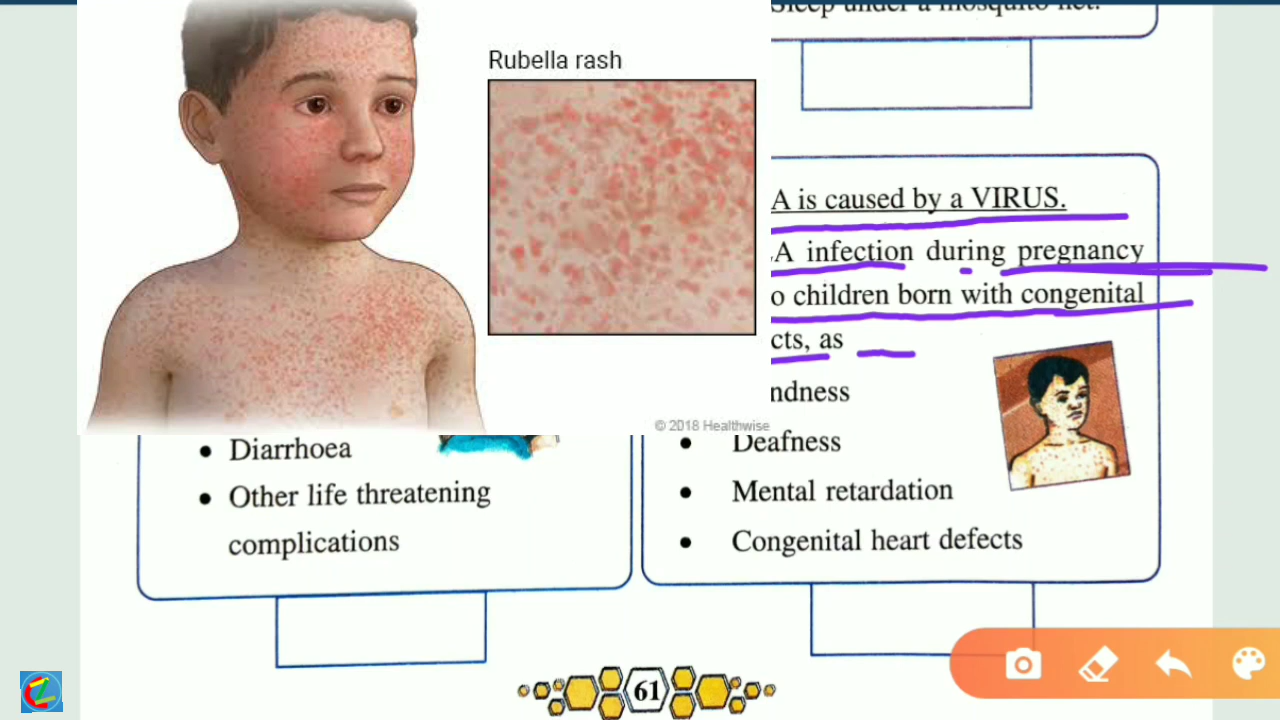 Sleep under a mosquito net.
Rubella rash
A is caused by a VIRUS.
A infection during pregnancy
o children born with congenital
cts, as
ndness
© 2018 Healthwise
• Diarrhoea
• Other life threatening
complications
• Deafness
• Mental retardation
• Congenital heart defects
61